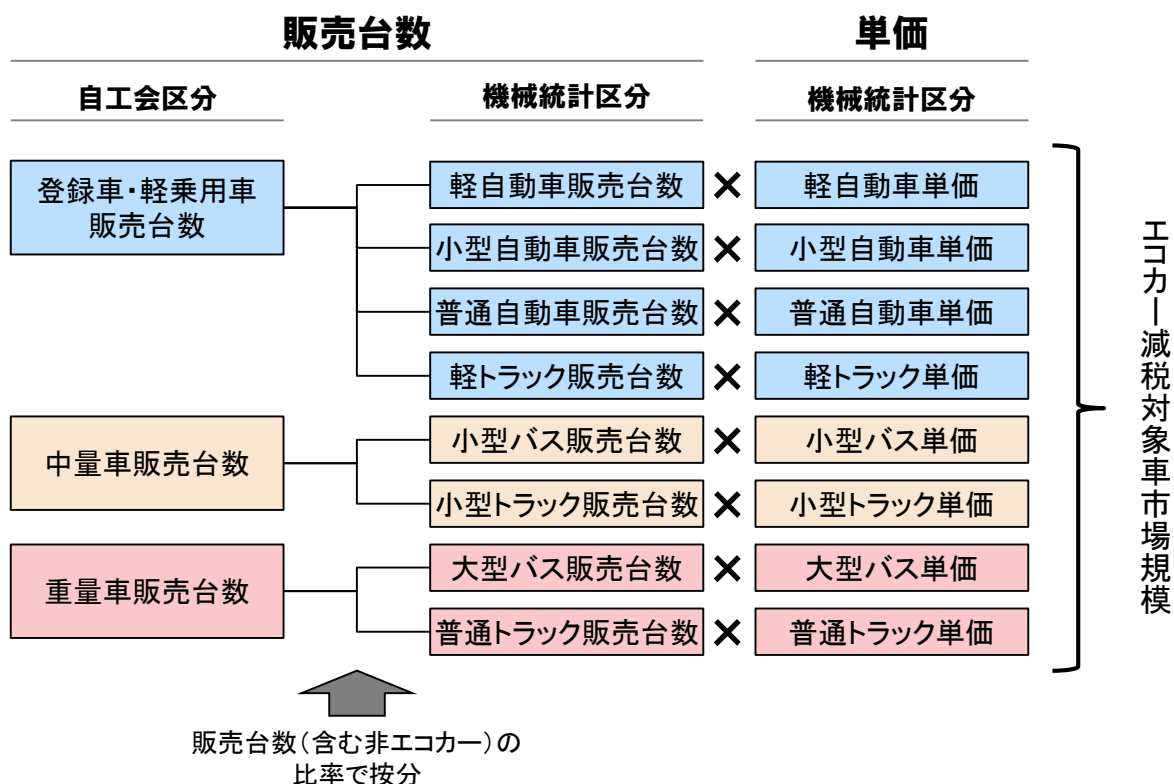 販売台数
単価
自工会区分
機械統計区分
機械統計区分
登録車・軽乗用車
販売台数
軽自動車販売台数 × 軽自動車単価
小型自動車販売台数 × 小型自動車単価
普通自動車販売台数 × 普通自動車単価
軽トラック販売台数 × 軽トラック単価
中量車販売台数
小型バス販売台数 × 小型バス単価
小型トラック販売台数 × 小型トラック単価
重量車販売台数
大型バス販売台数 × 大型バス単価
普通トラック販売台数 × 普通トラック単価
エコカー減税対象車市場規模
販売台数(含む非エコカー)の
比率で按分